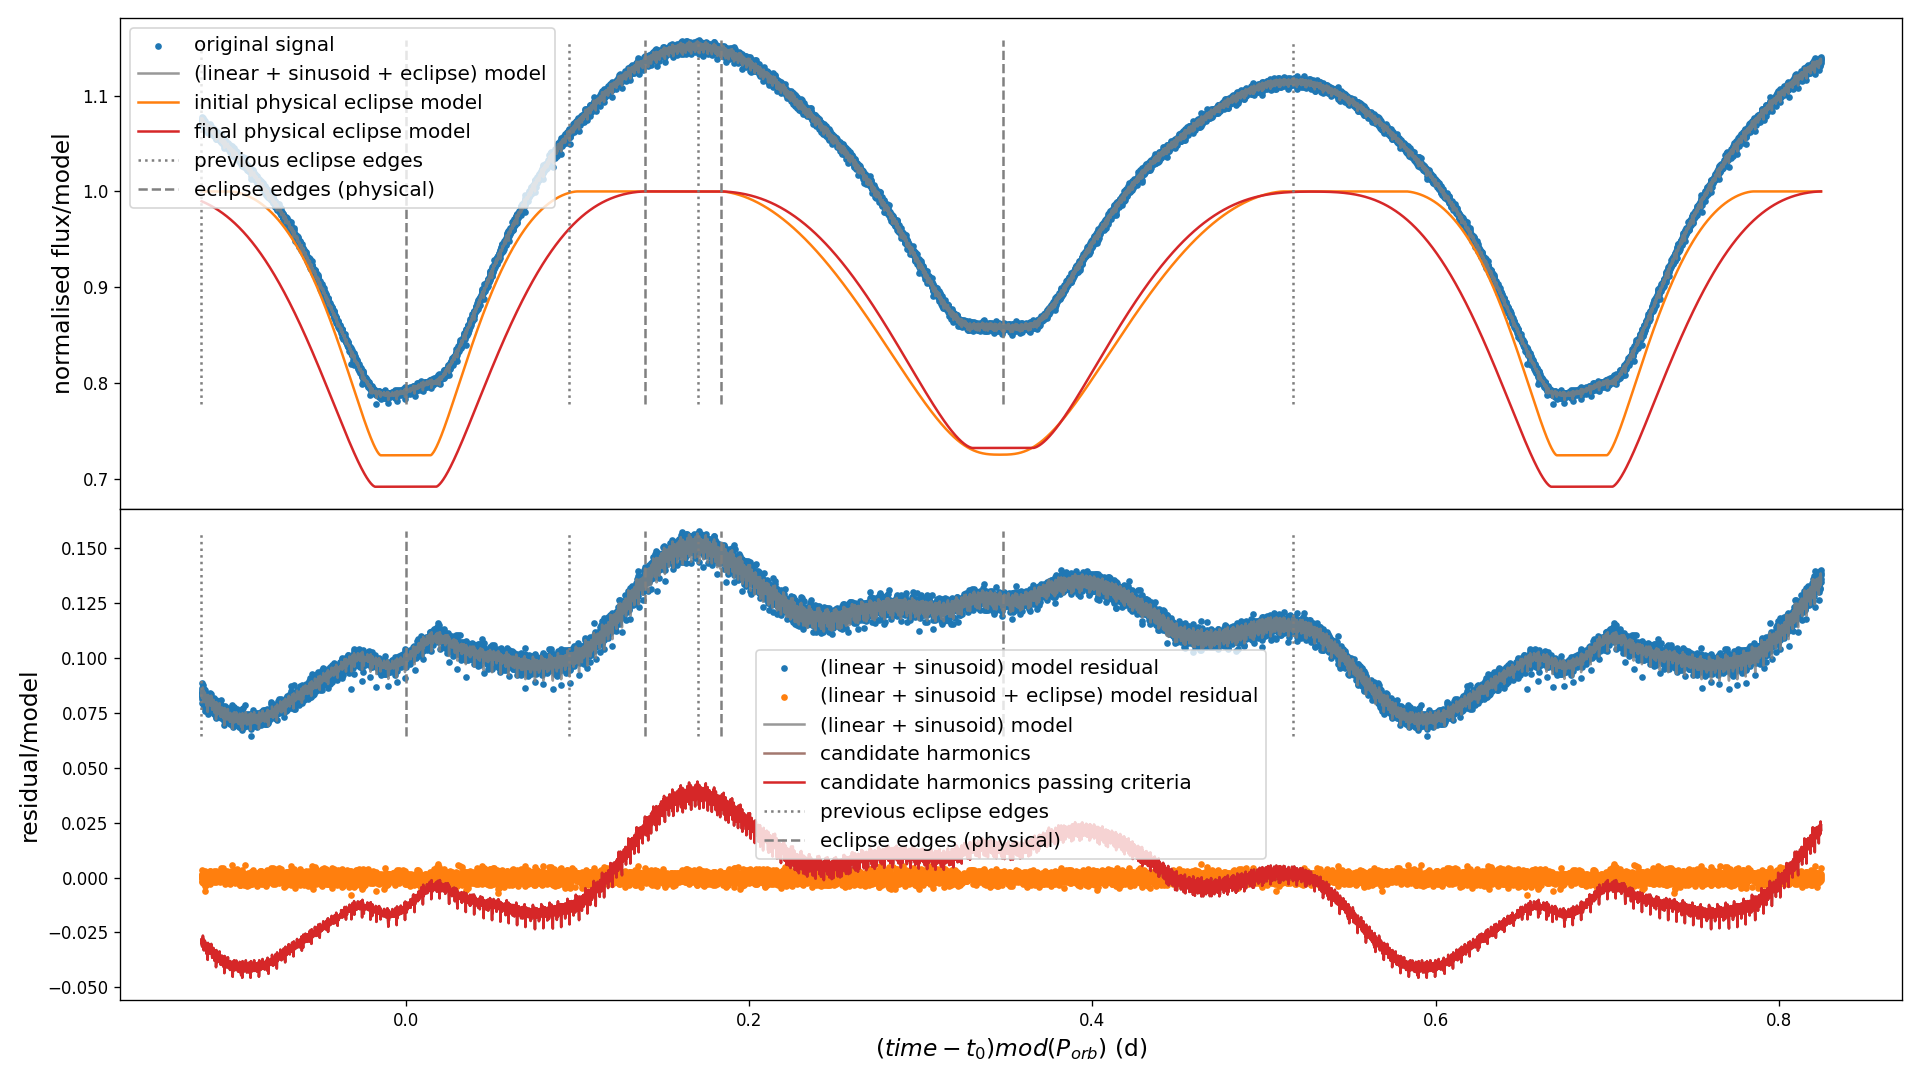 original signal
(linear + sinusoid + eclipse) model
initial physical eclipse model
final physical eclipse model
previous eclipse edges
eclipse edges (physical)
normalised flux/model
1.1
1.0
0.9
0.8
0.7
(linear + sinusoid) model residual
(linear + sinusoid + eclipse) model residual
(linear + sinusoid) model
candidate harmonics
candidate harmonics passing criteria
previous eclipse edges
eclipse edges (physical)
residual/model
0.150
0.125
0.100
0.075
0.050
0.025
0.000
−0.025
−0.050
0.0 0.2 0.4 0.6 0.8
(time − t₀)mod(P_orb) (d)